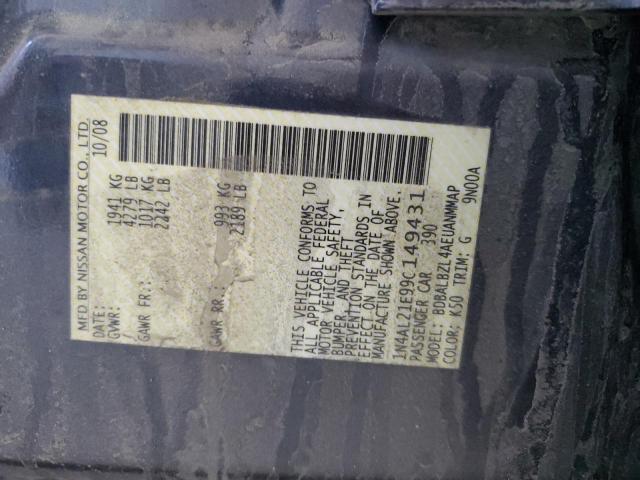 MFD BY NISSAN MOTOR CO., LTD.
DATE: 10/08
GVWR: 1941 KG
/ 4279 LB
GAWR FR: 1017 KG
/ 2242 LB
GAWR RR: 993 KG
2189 LB
THIS VEHICLE CONFORMS TO
ALL APPLICABLE FEDERAL
MOTOR VEHICLE SAFETY,
BUMPER, AND THEFT
PREVENTION STANDARDS IN
EFFECT ON THE DATE OF
MANUFACTURE SHOWN ABOVE.
1N4AL21E99C149431
PASSENGER CAR 390
MODEL: BDBALBZL4AEUANMMAP
COLOR: K50 TRIM: G 9N00A